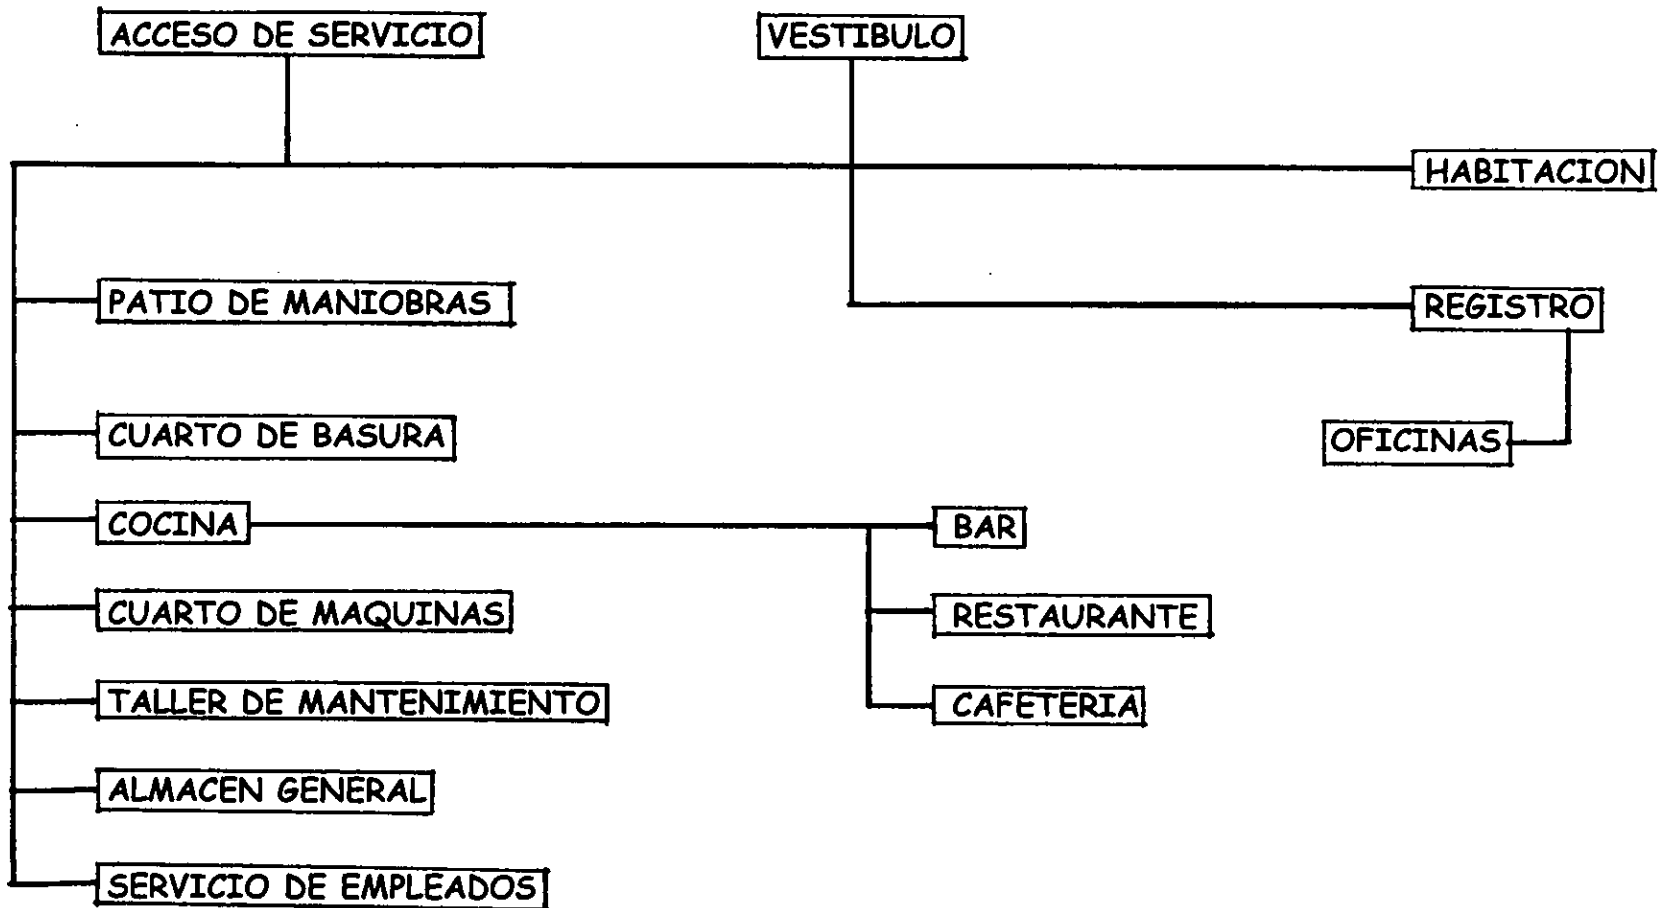 ACCESO DE SERVICIO
VESTIBULO
HABITACION
PATIO DE MANIOBRAS
REGISTRO
CUARTO DE BASURA
OFICINAS
COCINA
BAR
CUARTO DE MAQUINAS
RESTAURANTE
TALLER DE MANTENIMIENTO
CAFETERIA
ALMACEN GENERAL
SERVICIO DE EMPLEADOS